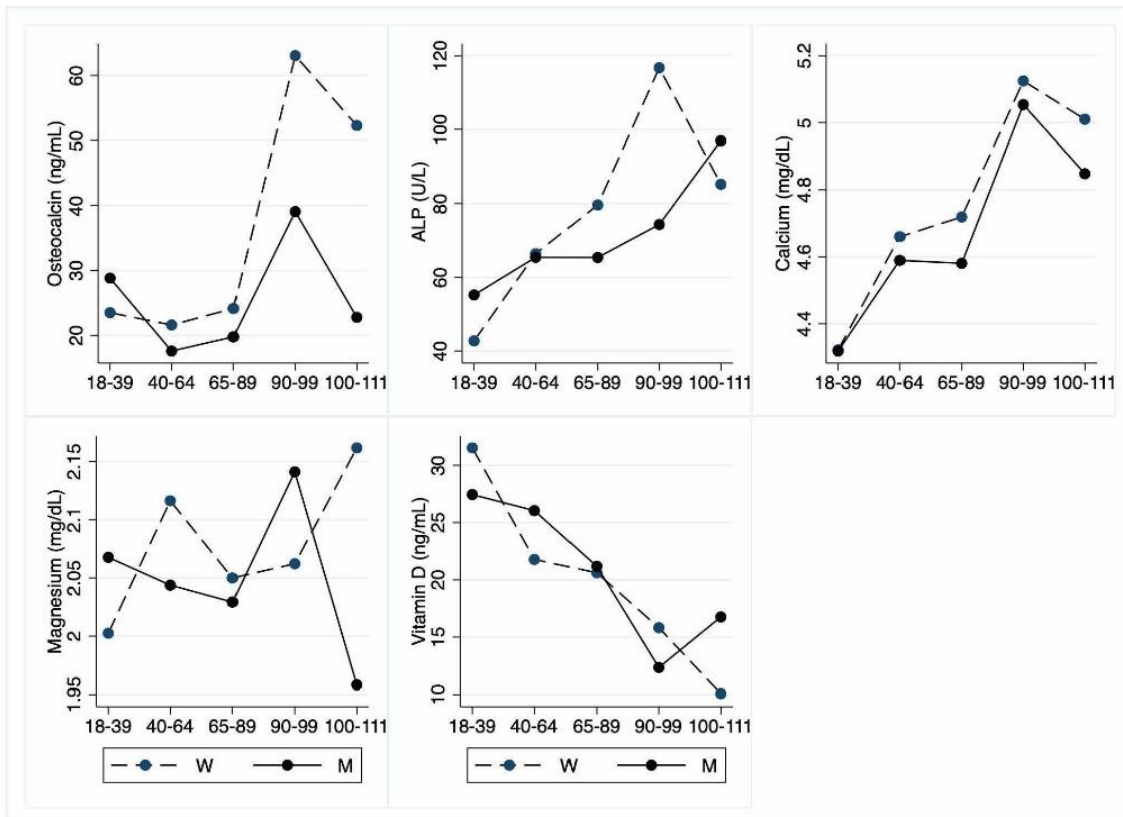 Osteocalcin (ng/mL)
60
50
40
30
20
18-39 40-64 65-89 90-99 100-111
ALP (U/L)
120
100
80
60
40
18-39 40-64 65-89 90-99 100-111
Calcium (mg/dL)
5.2
5
4.8
4.6
4.4
18-39 40-64 65-89 90-99 100-111
Magnesium (mg/dL)
2.15
2.1
2.05
2
1.95
18-39 40-64 65-89 90-99 100-111
W M
Vitamin D (ng/mL)
30
25
20
15
10
18-39 40-64 65-89 90-99 100-111
W M